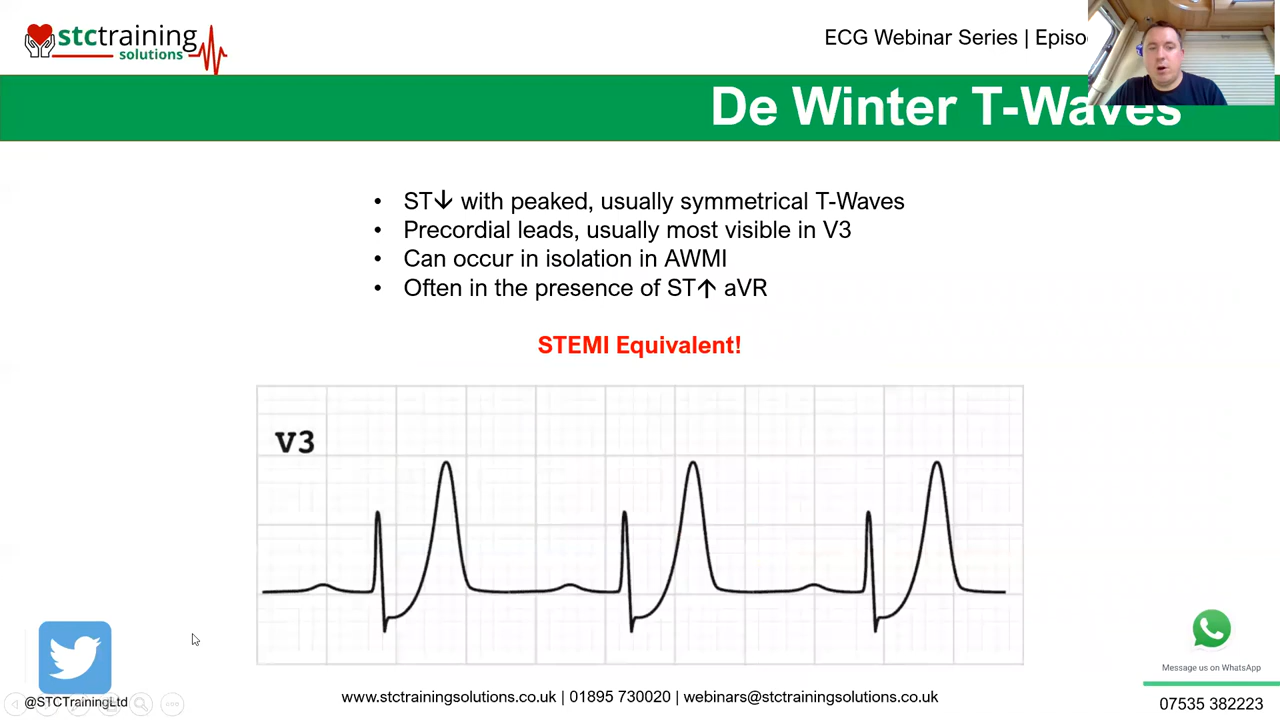 stctraining
solutions
ECG Webinar Series | Episo
De Winter T-Waves
• ST↓ with peaked, usually symmetrical T-Waves
• Precordial leads, usually most visible in V3
• Can occur in isolation in AWMI
• Often in the presence of ST↑ aVR
STEMI Equivalent!
V3
Message us on WhatsApp
@STCTrainingLtd
www.stctrainingsolutions.co.uk | 01895 730020 | webinars@stctrainingsolutions.co.uk
07535 382223